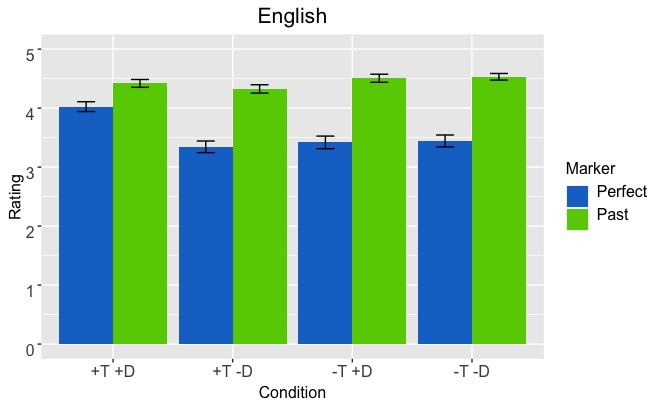 English
5
4
3
2
1
0
Rating
+T +D
+T -D
-T +D
-T -D
Condition
Marker
Perfect
Past